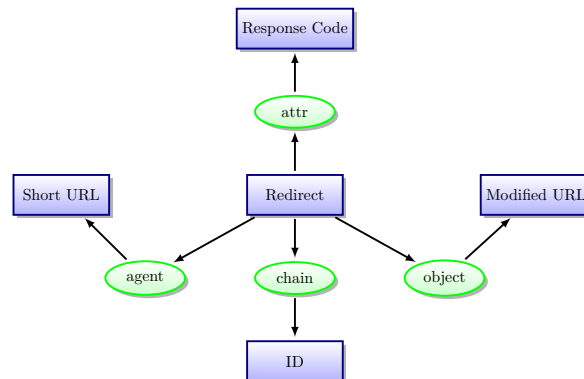 Response Code
attr
Short URL
Redirect
Modified URL
agent
chain
object
ID